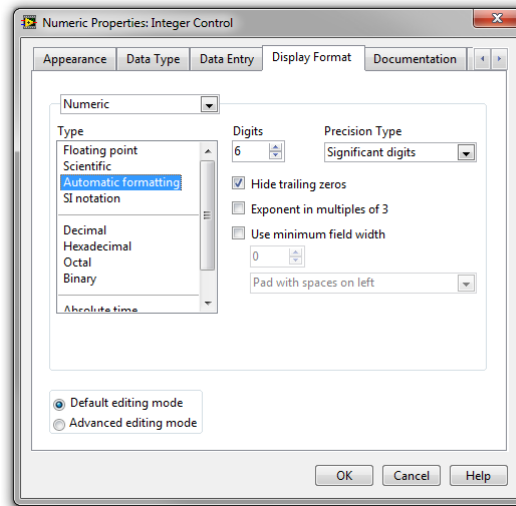 Numeric Properties: Integer Control
Appearance Data Type Data Entry Display Format Documentation
Numeric
Type
Floating point
Scientific
Automatic formatting
SI notation
Decimal
Hexadecimal
Octal
Binary
Absolute time
Digits
6
Precision Type
Significant digits
Hide trailing zeros
Exponent in multiples of 3
Use minimum field width
0
Pad with spaces on left
Default editing mode
Advanced editing mode
OK Cancel Help